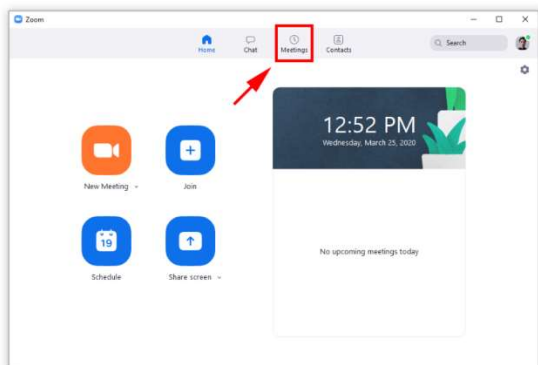 Zoom
Home
Chat
Meetings
Contacts
Search
12:52 PM
Wednesday, March 25, 2020
New Meeting
Join
19
Schedule
Share screen
No upcoming meetings today